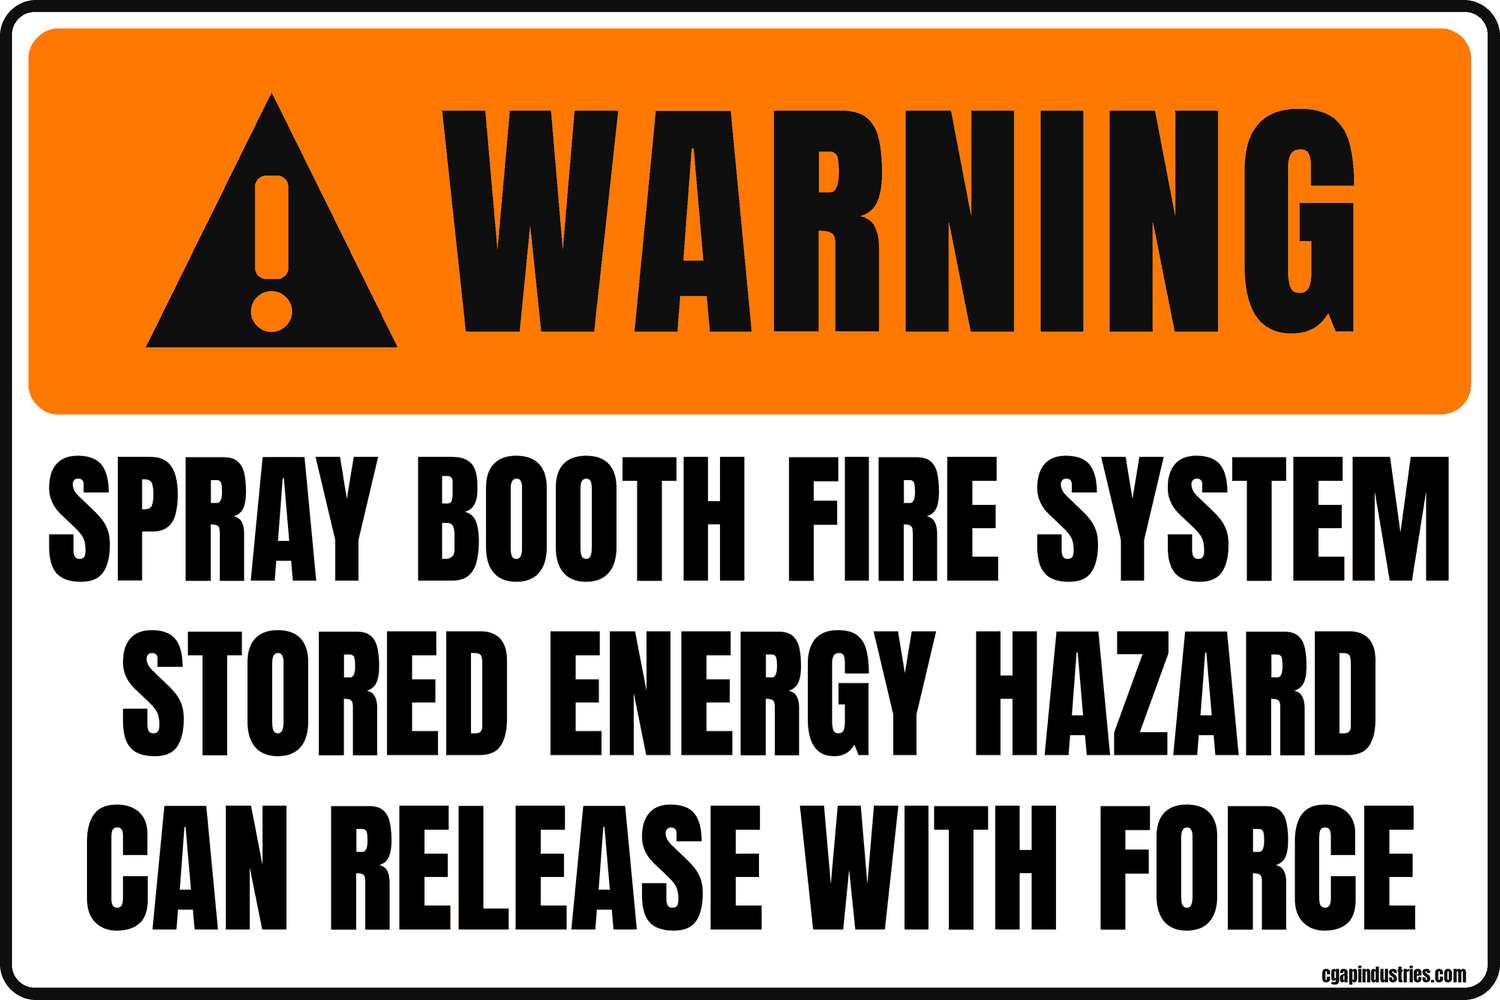 WARNING
SPRAY BOOTH FIRE SYSTEM
STORED ENERGY HAZARD
CAN RELEASE WITH FORCE
cgapindustries.com